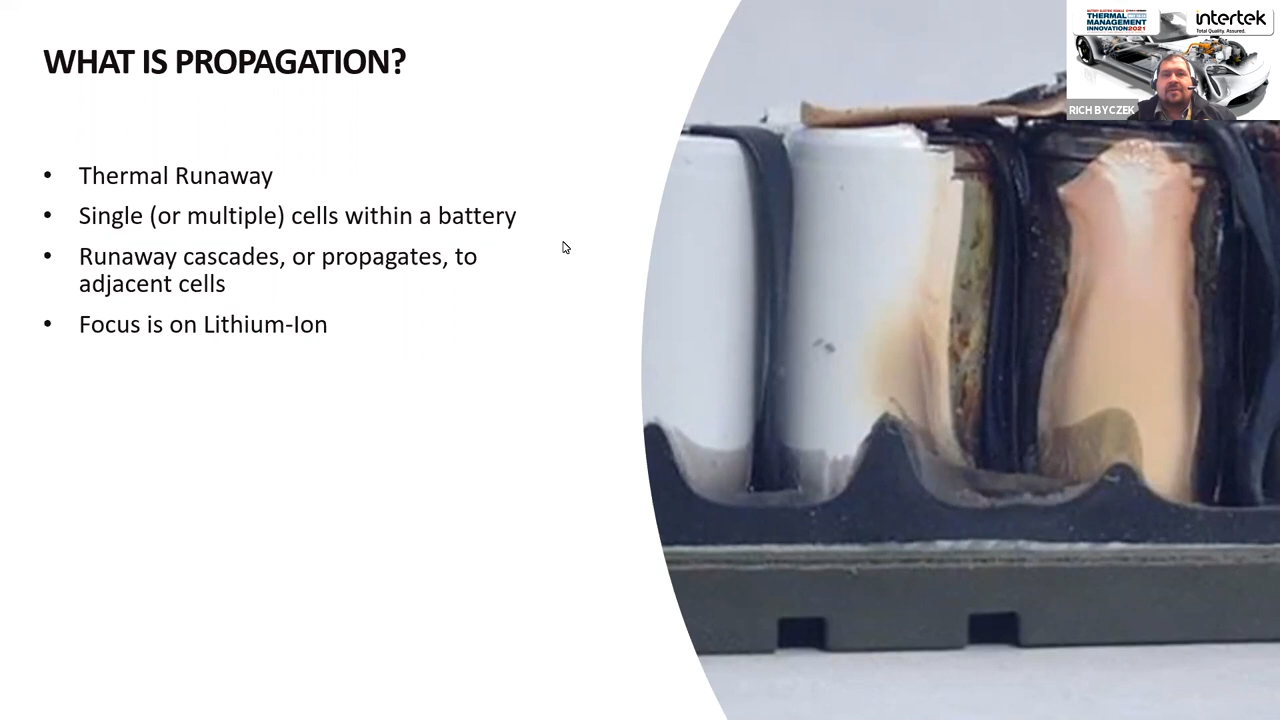 WHAT IS PROPAGATION?
• Thermal Runaway
• Single (or multiple) cells within a battery
• Runaway cascades, or propagates, to
adjacent cells
• Focus is on Lithium-Ion
THERMAL
MANAGEMENT
INNOVATION2021
intertek
Total Quality. Assured.
RICH BYCZEK